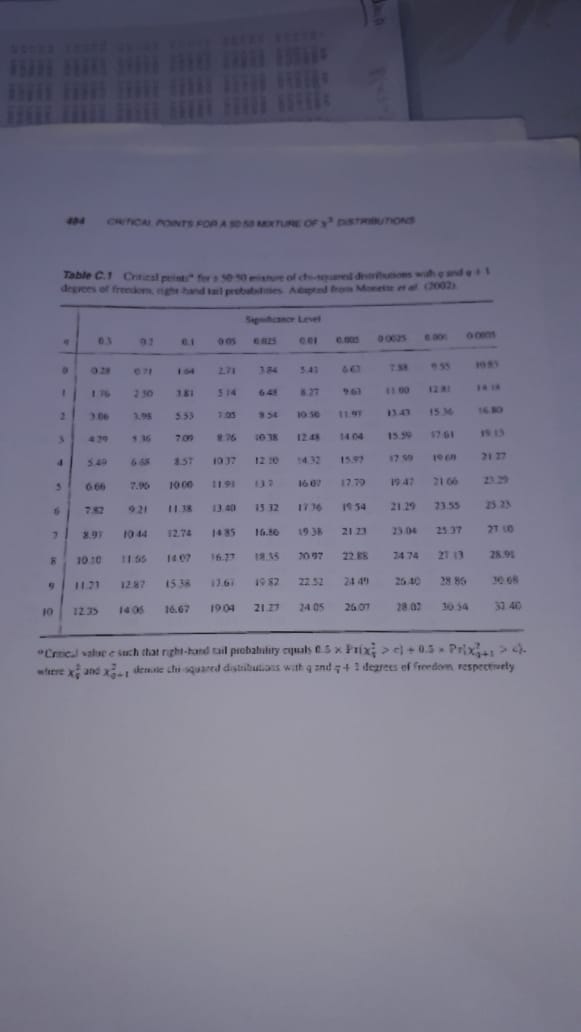 484 CRITICAL POINTS FOR A 50:50 MIXTURE OF χ² DISTRIBUTIONS
Table C.1 Critical pointsᵃ for a 50:50 mixture of chi-squared distributions with q and q + 1
degrees of freedom, right-hand tail probabilities. Adapted from Monette et al. (2002).
Significance Level
q 0.3 0.2 0.1 0.05 0.025 0.01 0.005 0.0025 0.001 0.0005
0 0.28 0.71 1.64 2.71 3.84 5.41 6.63 7.88 9.55 10.83
1 1.76 2.50 3.81 5.14 6.48 8.27 9.63 11.00 12.81 14.18
2 3.06 3.98 5.53 7.05 8.54 10.50 11.97 13.43 15.36 16.80
3 4.29 5.36 7.09 8.76 10.38 12.48 14.04 15.59 17.61 19.13
4 5.49 6.68 8.57 10.37 12.10 14.32 15.97 17.59 19.69 21.27
5 6.66 7.96 10.00 11.91 16.07 17.79 19.47 21.66 23.29
6 7.82 9.21 11.38 13.40 15.32 17.76 19.54 21.29 23.55 25.23
7 8.97 10.44 12.74 14.85 16.86 19.38 21.23 23.04 25.37 27.10
8 10.10 11.66 14.07 16.27 18.35 20.97 22.88 24.74 27.13 28.91
9 11.23 12.87 15.38 17.67 19.82 22.52 24.49 26.40 28.86 30.68
10 12.35 14.06 16.67 19.04 21.27 24.05 26.07 28.02 30.54 32.40
ᵃCritical value c such that right-hand tail probability equals 0.5 × Pr(χ²q > c) + 0.5 × Pr(χ²q+1 > c),
where χ²q and χ²q+1 denote chi-squared distributions with q and q + 1 degrees of freedom, respectively.